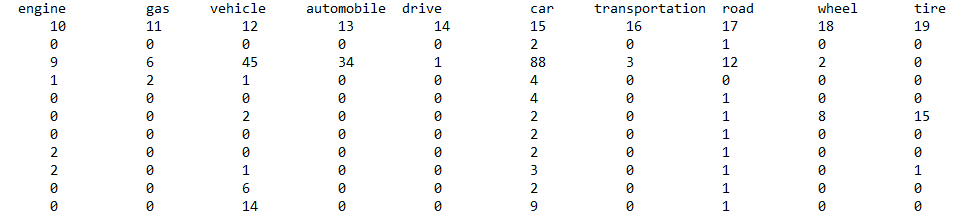 engine gas vehicle automobile drive car transportation road wheel tire
10 11 12 13 14 15 16 17 18 19
0 0 0 0 0 2 0 1 0 0
9 6 45 34 1 88 3 12 2 0
1 2 1 0 0 4 0 0 0 0
0 0 0 0 0 4 0 1 0 0
0 0 2 0 0 2 0 1 8 15
0 0 0 0 0 2 0 1 0 0
2 0 0 0 0 2 0 1 0 0
2 0 1 0 0 3 0 1 0 1
0 0 6 0 0 2 0 1 0 0
0 0 14 0 0 9 0 1 0 0